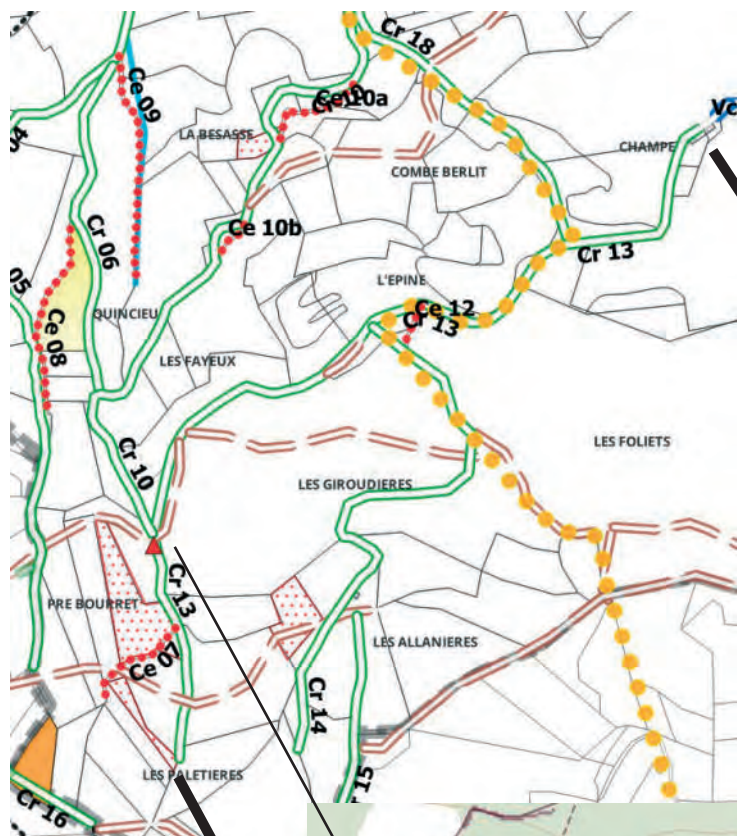 Cr 18
Ce 09
Ce 10a
LA BESASSE
Vc
CHAMPE
COMBE BERLIT
Cr 06
Ce 10b
Cr 13
05
L'EPINE
QUINCIEU
Ce 12
Cr 13
Ce 08
LES FAYEUX
LES FOLIETS
Cr 10
LES GIROUDIERES
Cr 13
PRE BOURRET
LES ALLANIERES
Ce 07
Cr 14
LES PALETIERES
r 15
Cr 16